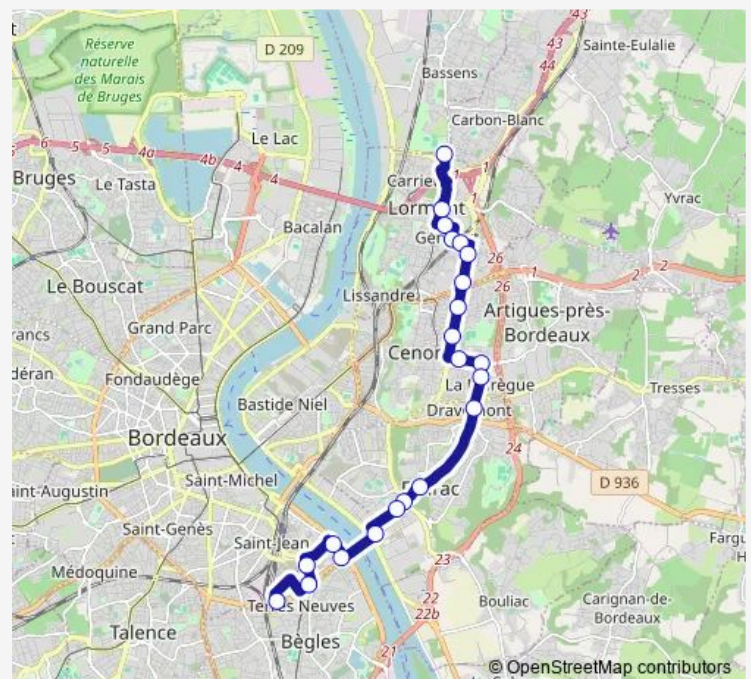 43
Sainte-Eulalie
Réserve
naturelle
des Marais
de Bruges
D 209
44
43
Bassens
Carbon-Blanc
Le Lac
6
5
5
4a
4b
4
4
1
1
1
Bruges
Le Tasta
Yvrac
Bacalan
26
1
2
2
26
Le Bouscat
Lissandre
Artigues-près-
Bordeaux
Grand Parc
Fondaudège
Tresses
Bastide Niel
Bordeaux
24
Saint-Michel
D 936
Saint-Genès
Saint-Jean
23
Médoquine
Bouliac
Carignan-de-
Bordeaux
22
22b
Talence
Bègles
21
© OpenStreetMap contributors